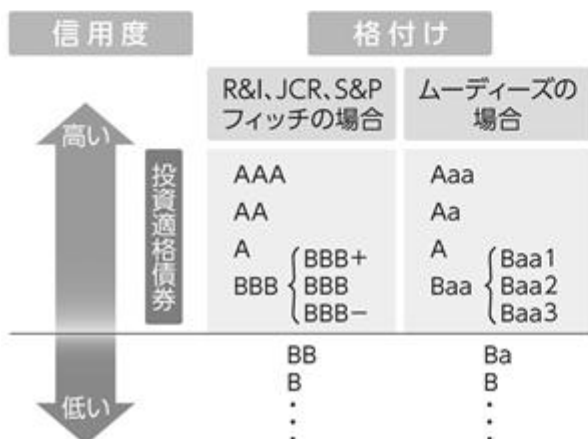 信用度
格付け
R&I、JCR、S&P
フィッチの場合
ムーディーズの
場合
高い
投資適格債券
AAA
Aaa
AA
Aa
A
A
BBB
BBB+
BBB
BBB−
Baa
Baa1
Baa2
Baa3
BB
Ba
B
B
・
・
・
・
・
・
低い